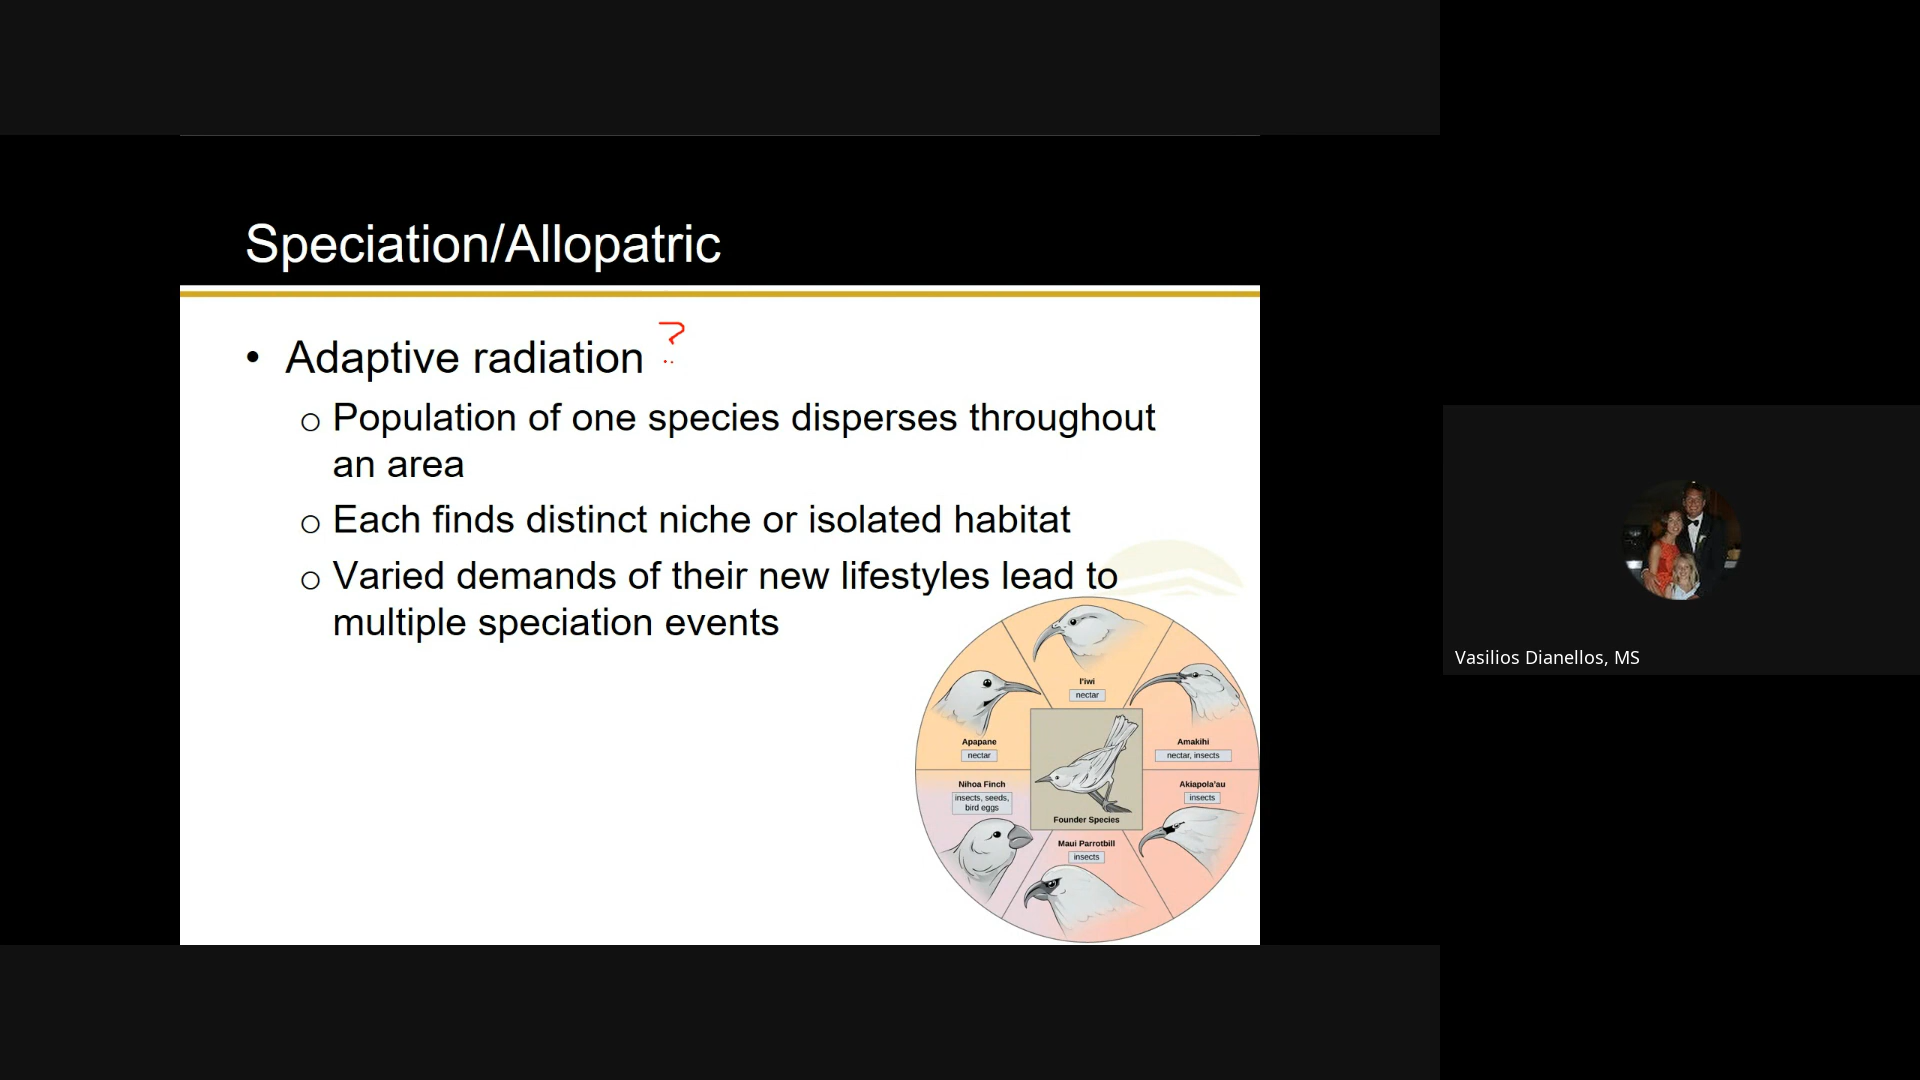 Speciation/Allopatric
• Adaptive radiation ?
o Population of one species disperses throughout
an area
o Each finds distinct niche or isolated habitat
o Varied demands of their new lifestyles lead to
multiple speciation events
I'iwi
nectar
Apapane
nectar
Amakihi
nectar, insects
Nihoa Finch
insects, seeds,
bird eggs
Akiapola'au
insects
Founder Species
Maui Parrotbill
insects
Vasilios Dianellos, MS